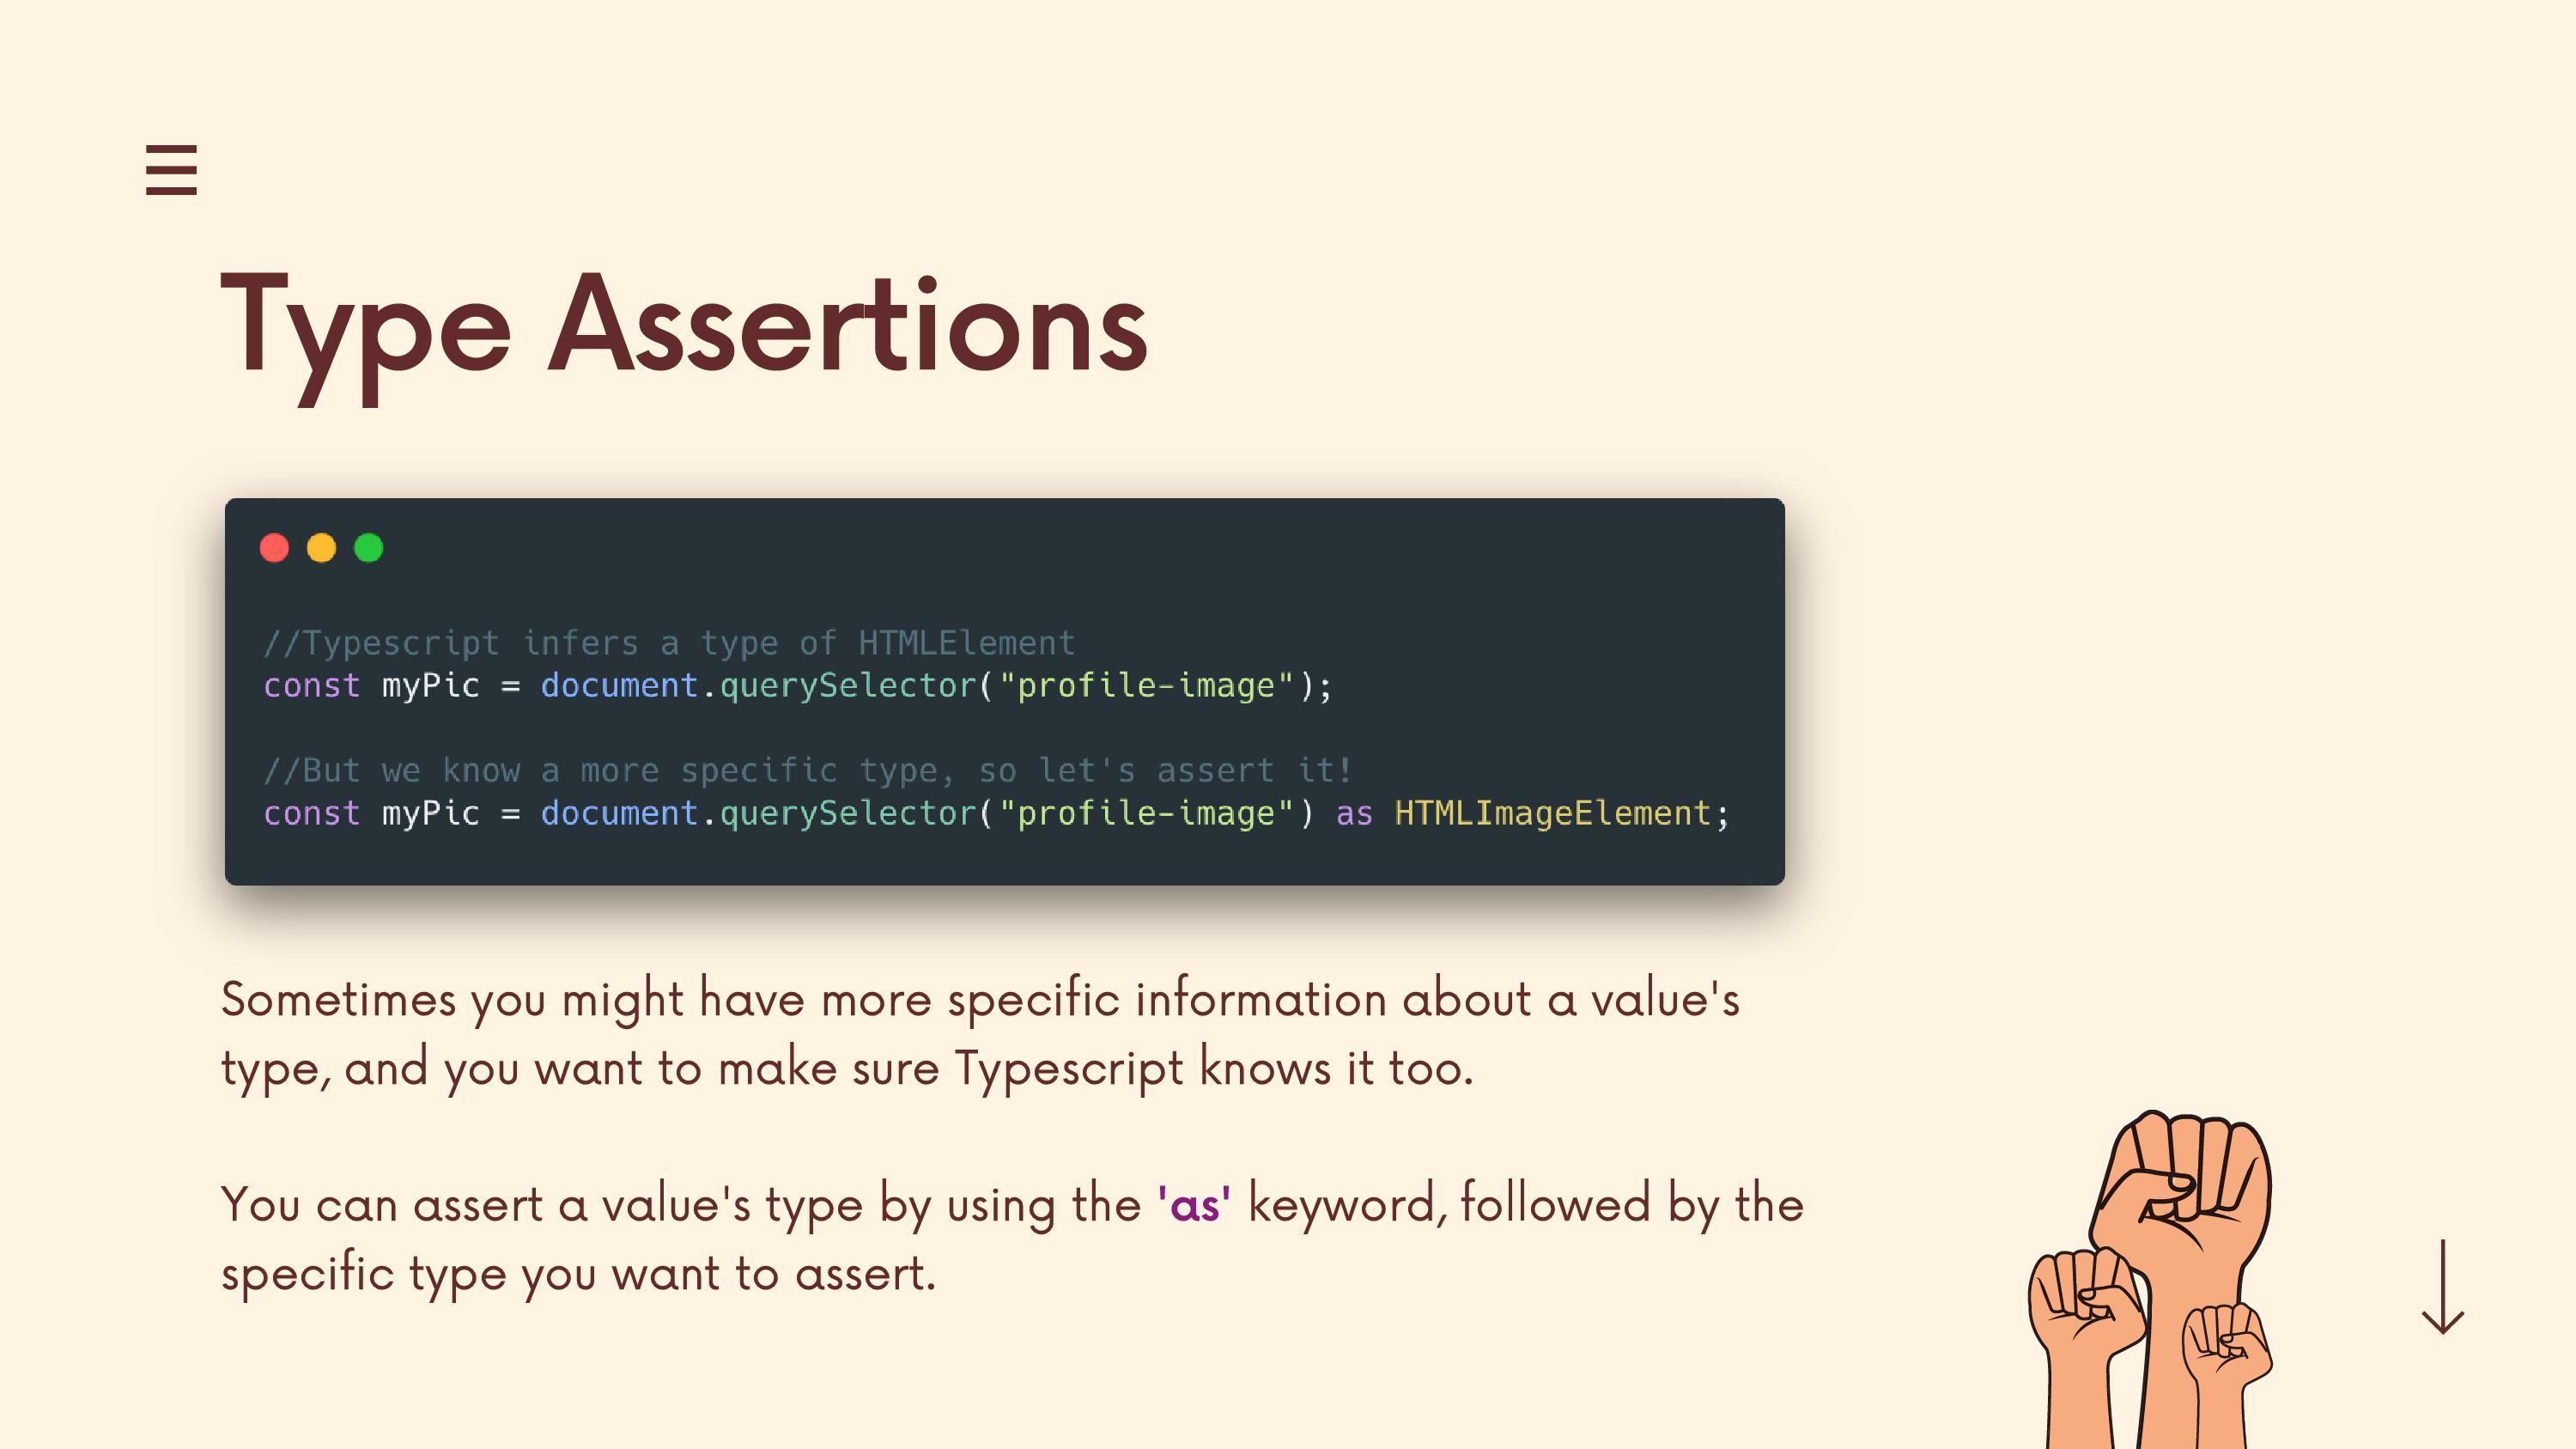 Type Assertions
//Typescript infers a type of HTMLElement
const myPic = document.querySelector("profile-image");
//But we know a more specific type, so let's assert it!
const myPic = document.querySelector("profile-image") as HTMLImageElement;
Sometimes you might have more specific information about a value's
type, and you want to make sure Typescript knows it too.
You can assert a value's type by using the 'as' keyword, followed by the
specific type you want to assert.